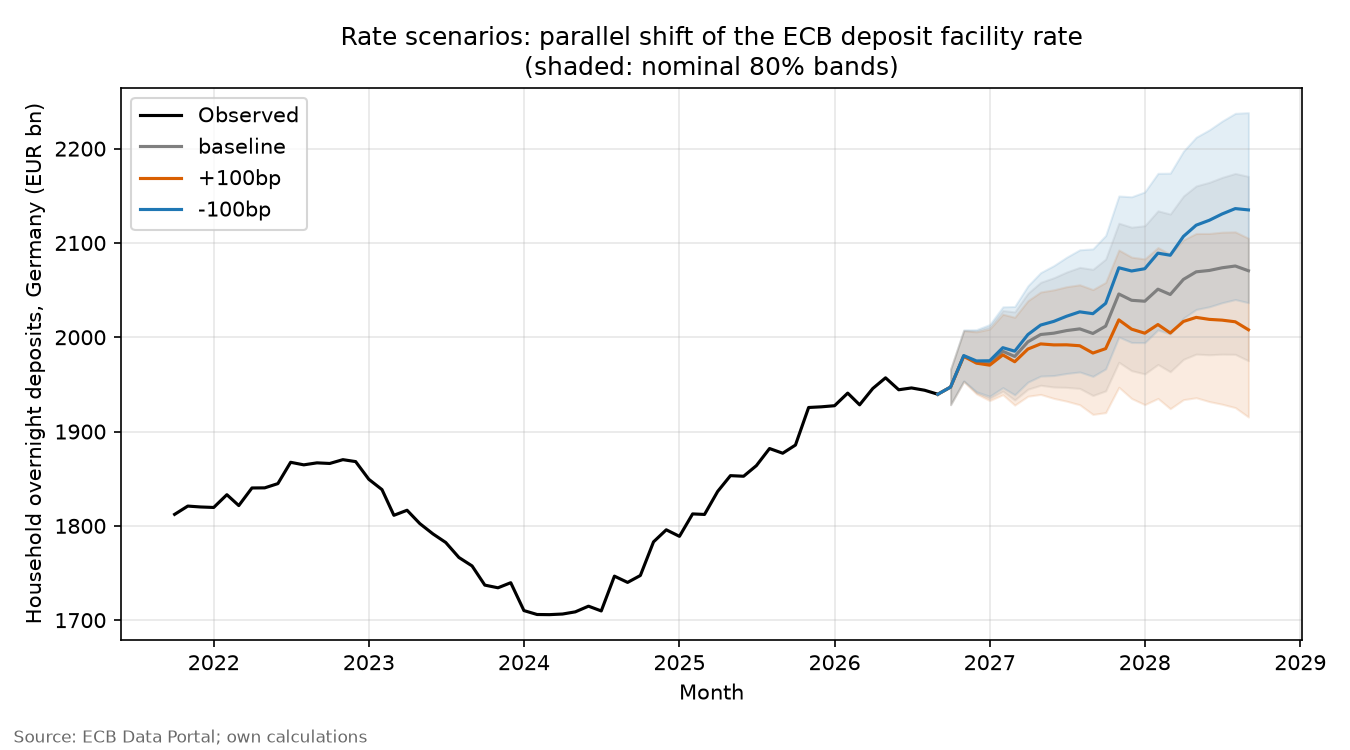 Rate scenarios: parallel shift of the ECB deposit facility rate
(shaded: nominal 80% bands)
Household overnight deposits, Germany (EUR bn)
2200
2100
2000
1900
1800
1700
Observed
baseline
+100bp
-100bp
2022 2023 2024 2025 2026 2027 2028 2029
Month
Source: ECB Data Portal; own calculations